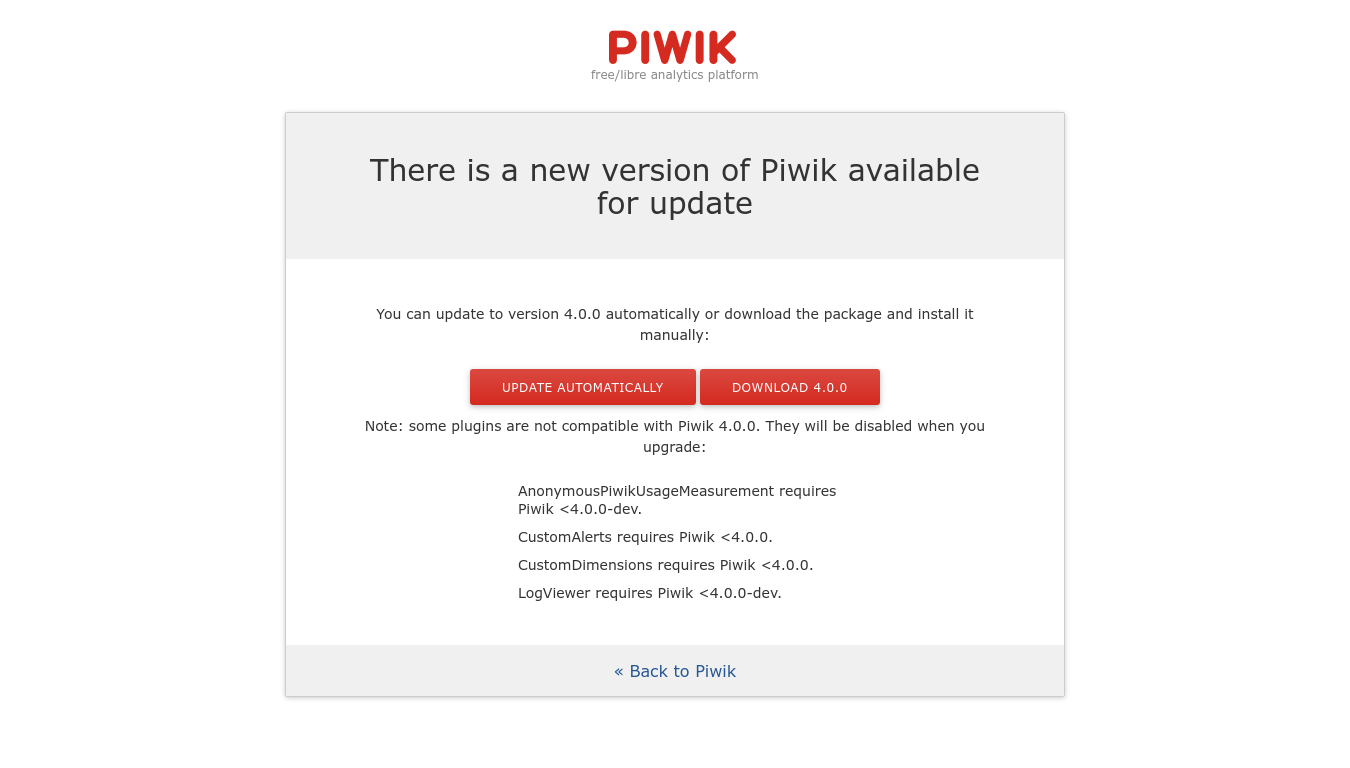 PIWIK
free/libre analytics platform
There is a new version of Piwik available
for update
You can update to version 4.0.0 automatically or download the package and install it
manually:
UPDATE AUTOMATICALLY
DOWNLOAD 4.0.0
Note: some plugins are not compatible with Piwik 4.0.0. They will be disabled when you
upgrade:
AnonymousPiwikUsageMeasurement requires
Piwik <4.0.0-dev.
CustomAlerts requires Piwik <4.0.0.
CustomDimensions requires Piwik <4.0.0.
LogViewer requires Piwik <4.0.0-dev.
« Back to Piwik